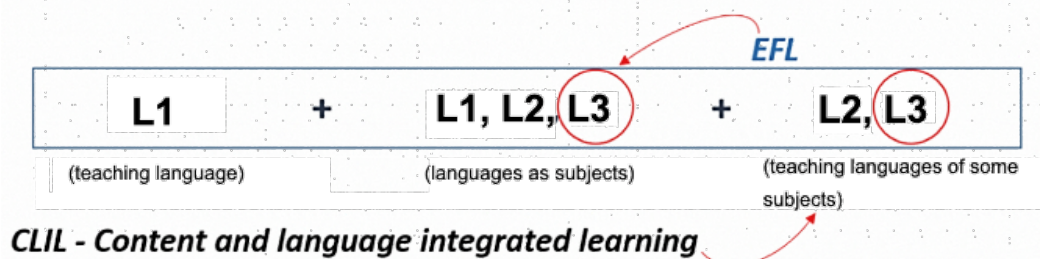 EFL
L1 + L1, L2, L3 + L2, L3
(teaching language) (languages as subjects) (teaching languages of some
subjects)
CLIL - Content and language integrated learning